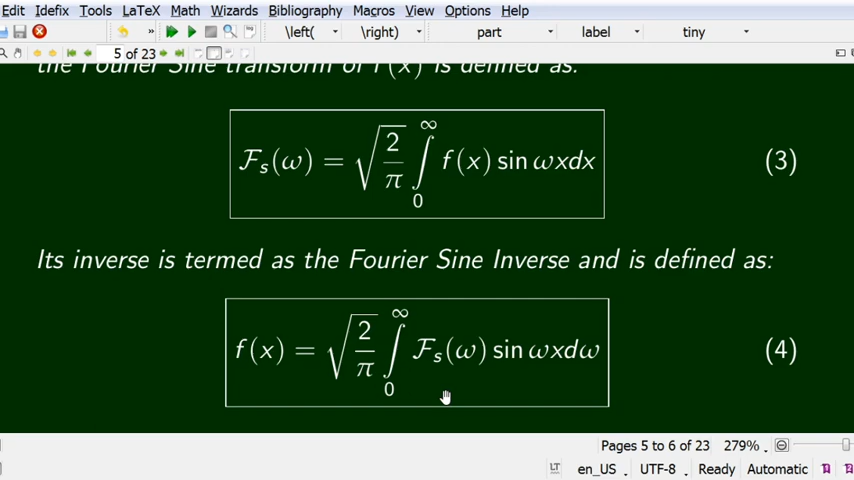 Edit Idefix Tools LaTeX Math Wizards Bibliography Macros View Options Help
» \left( \right) part label tiny
5 of 23
the Fourier Sine transform of f(x) is defined as:
ℱₛ(ω) = √(2/π) ∫₀^∞ f(x) sin ωxdx (3)
Its inverse is termed as the Fourier Sine Inverse and is defined as:
f(x) = √(2/π) ∫₀^∞ ℱₛ(ω) sin ωxdω (4)
Pages 5 to 6 of 23 279%
LT en_US UTF-8 Ready Automatic